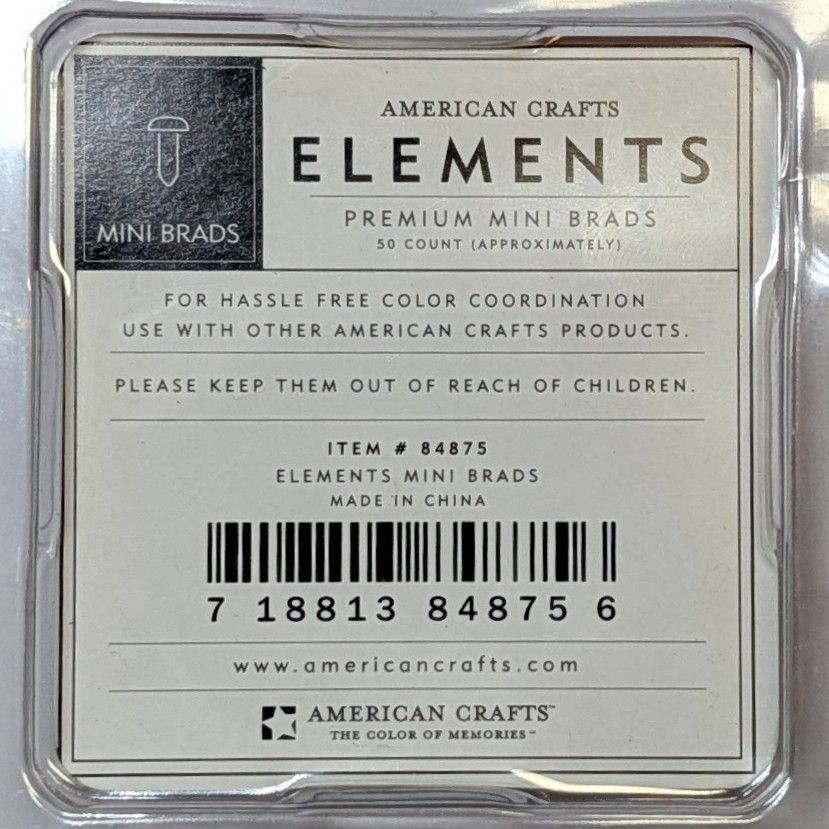 MINI BRADS
AMERICAN CRAFTS
ELEMENTS
PREMIUM MINI BRADS
50 COUNT (APPROXIMATELY)
FOR HASSLE FREE COLOR COORDINATION
USE WITH OTHER AMERICAN CRAFTS PRODUCTS.
PLEASE KEEP THEM OUT OF REACH OF CHILDREN.
ITEM # 84875
ELEMENTS MINI BRADS
MADE IN CHINA
7 18813 84875 6
www.americancrafts.com
AMERICAN CRAFTS™
THE COLOR OF MEMORIES™